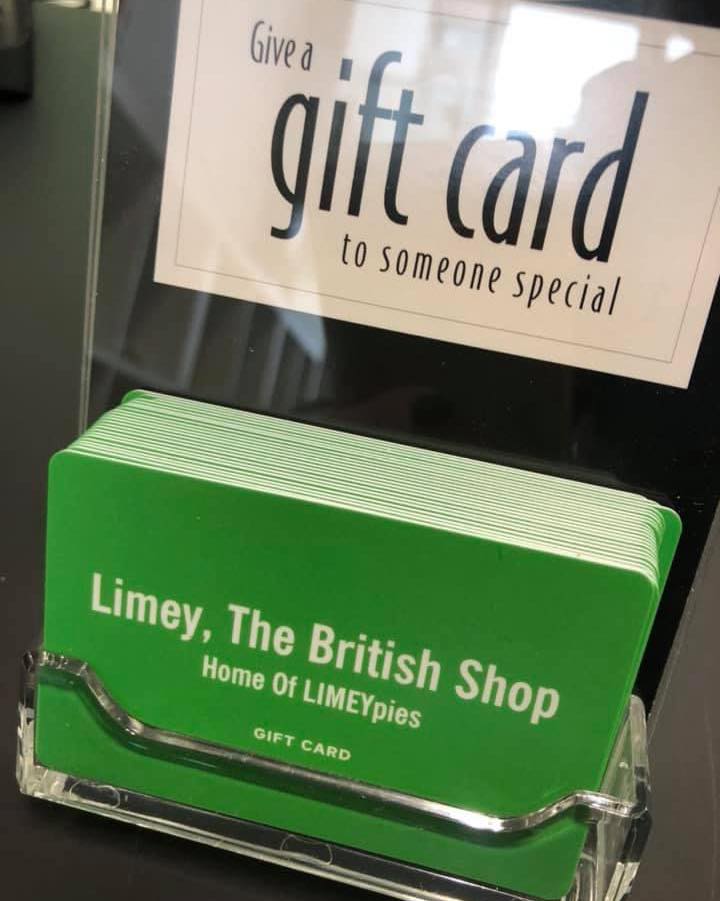 Give a
gift card
to someone special
Limey, The British Shop
Home Of LIMEYpies
GIFT CARD